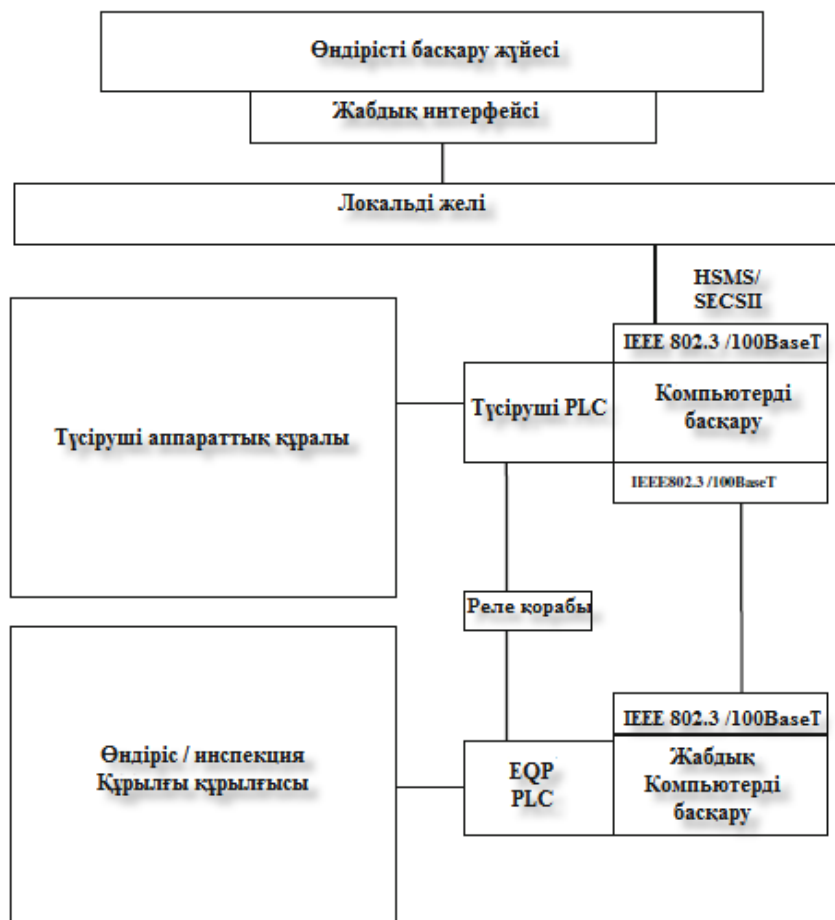 Өндірісті басқару жүйесі
Жабдық интерфейсі
Локальді желі
HSMS/
SECSII
IEEE 802.3 /100BaseT
Түсіруші PLC
Компьютерді
басқару
Түсіруші аппараттық құралы
IEEE802.3 /100BaseT
Реле қорабы
IEEE 802.3 /100BaseT
Өндіріс / инспекция
Құрылғы құрылғысы
EQP
PLC
Жабдық
Компьютерді
басқару